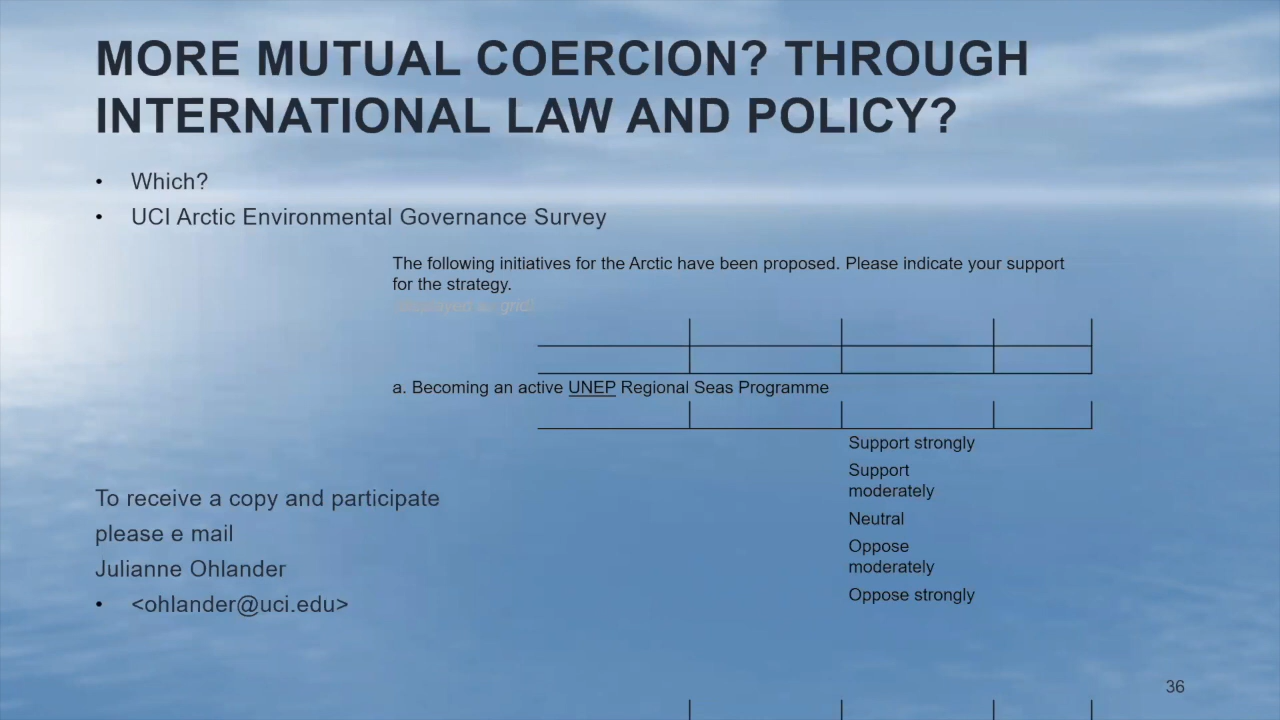 MORE MUTUAL COERCION? THROUGH
INTERNATIONAL LAW AND POLICY?
• Which?
• UCI Arctic Environmental Governance Survey
The following initiatives for the Arctic have been proposed. Please indicate your support
for the strategy.
(displayed as grid)
a. Becoming an active UNEP Regional Seas Programme
Support strongly
Support
moderately
Neutral
Oppose
moderately
Oppose strongly
To receive a copy and participate
please e mail
Julianne Ohlander
• <ohlander@uci.edu>
36